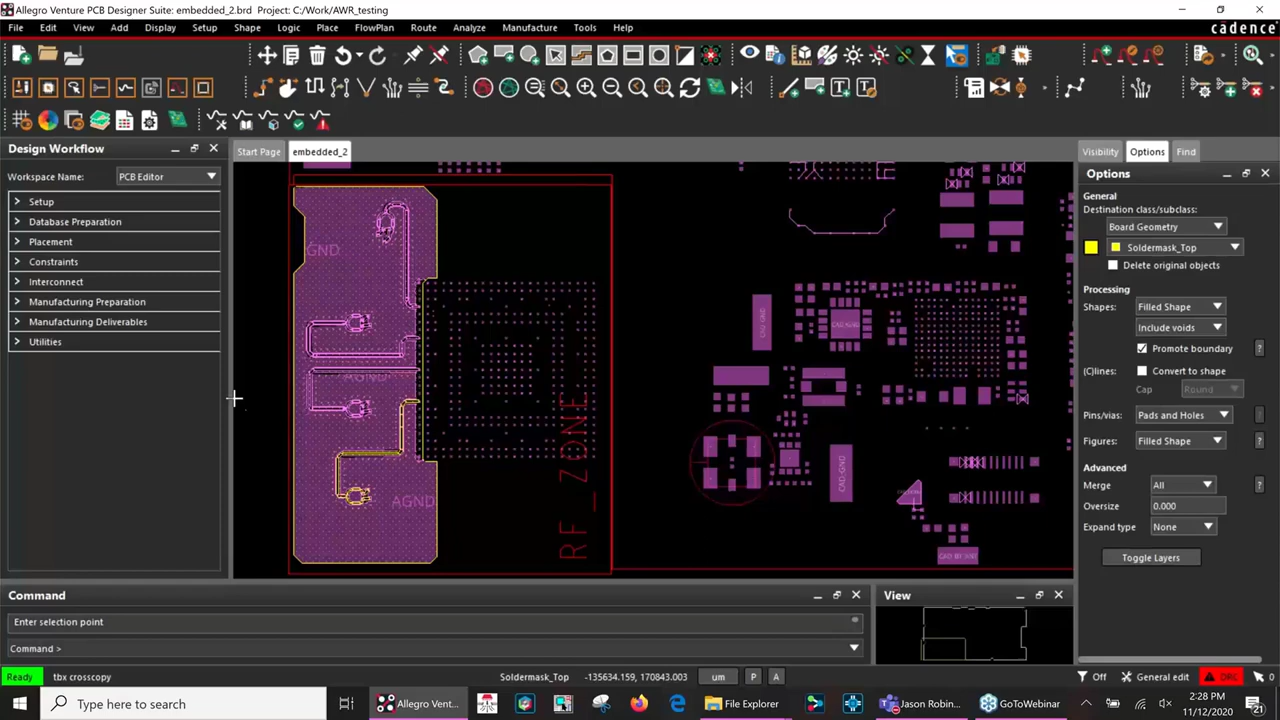 Allegro Venture PCB Designer Suite: embedded_2.brd Project: C:/Work/AWR_testing
File Edit View Add Display Setup Shape Logic Place FlowPlan Route Analyze Manufacture Tools Help
cādence
Design Workflow
Start Page embedded_2
Visibility Options Find
Workspace Name: PCB Editor
Setup
Database Preparation
Placement
Constraints
Interconnect
Manufacturing Preparation
Manufacturing Deliverables
Utilities
GND
AGND
RF_ZONE
Options
General
Destination class/subclass:
Board Geometry
Soldermask_Top
Delete original objects
Processing
Shapes: Filled Shape
Include voids
Promote boundary ?
(C)lines: Convert to shape
Cap Round
Pins/vias: Pads and Holes
Figures: Filled Shape
Advanced
Merge: All ?
Oversize 0.000
Expand type None
Toggle Layers
Command
Enter selection point
Command >
View
Ready tbx crosscopy Soldermask_Top -135634.159, 170843.003 um P A Off General edit DRC 0
Type here to search
Allegro Vent...
File Explorer
Jason Robin...
GoToWebinar
2:28 PM
11/12/2020
21